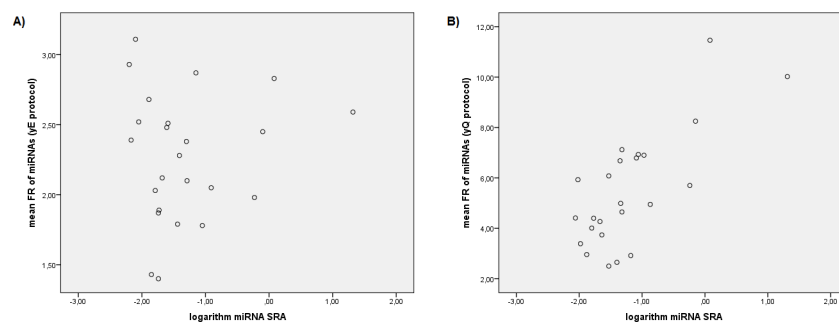 A)
3,00
2,50
2,00
1,50
mean FR of miRNAs (yE protocol)
-3,00 -2,00 -1,00 ,00 1,00 2,00
logarithm miRNA SRA
B)
12,00
10,00
8,00
6,00
4,00
2,00
mean FR of miRNAs (yQ protocol)
-3,00 -2,00 -1,00 ,00 1,00 2,00
logarithm miRNA SRA